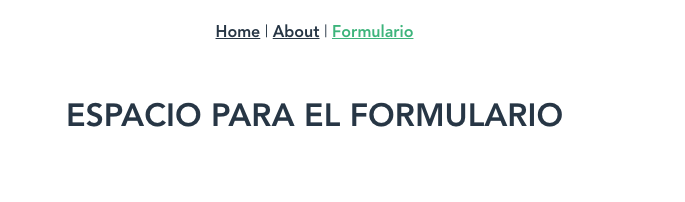 Home | About | Formulario
ESPACIO PARA EL FORMULARIO